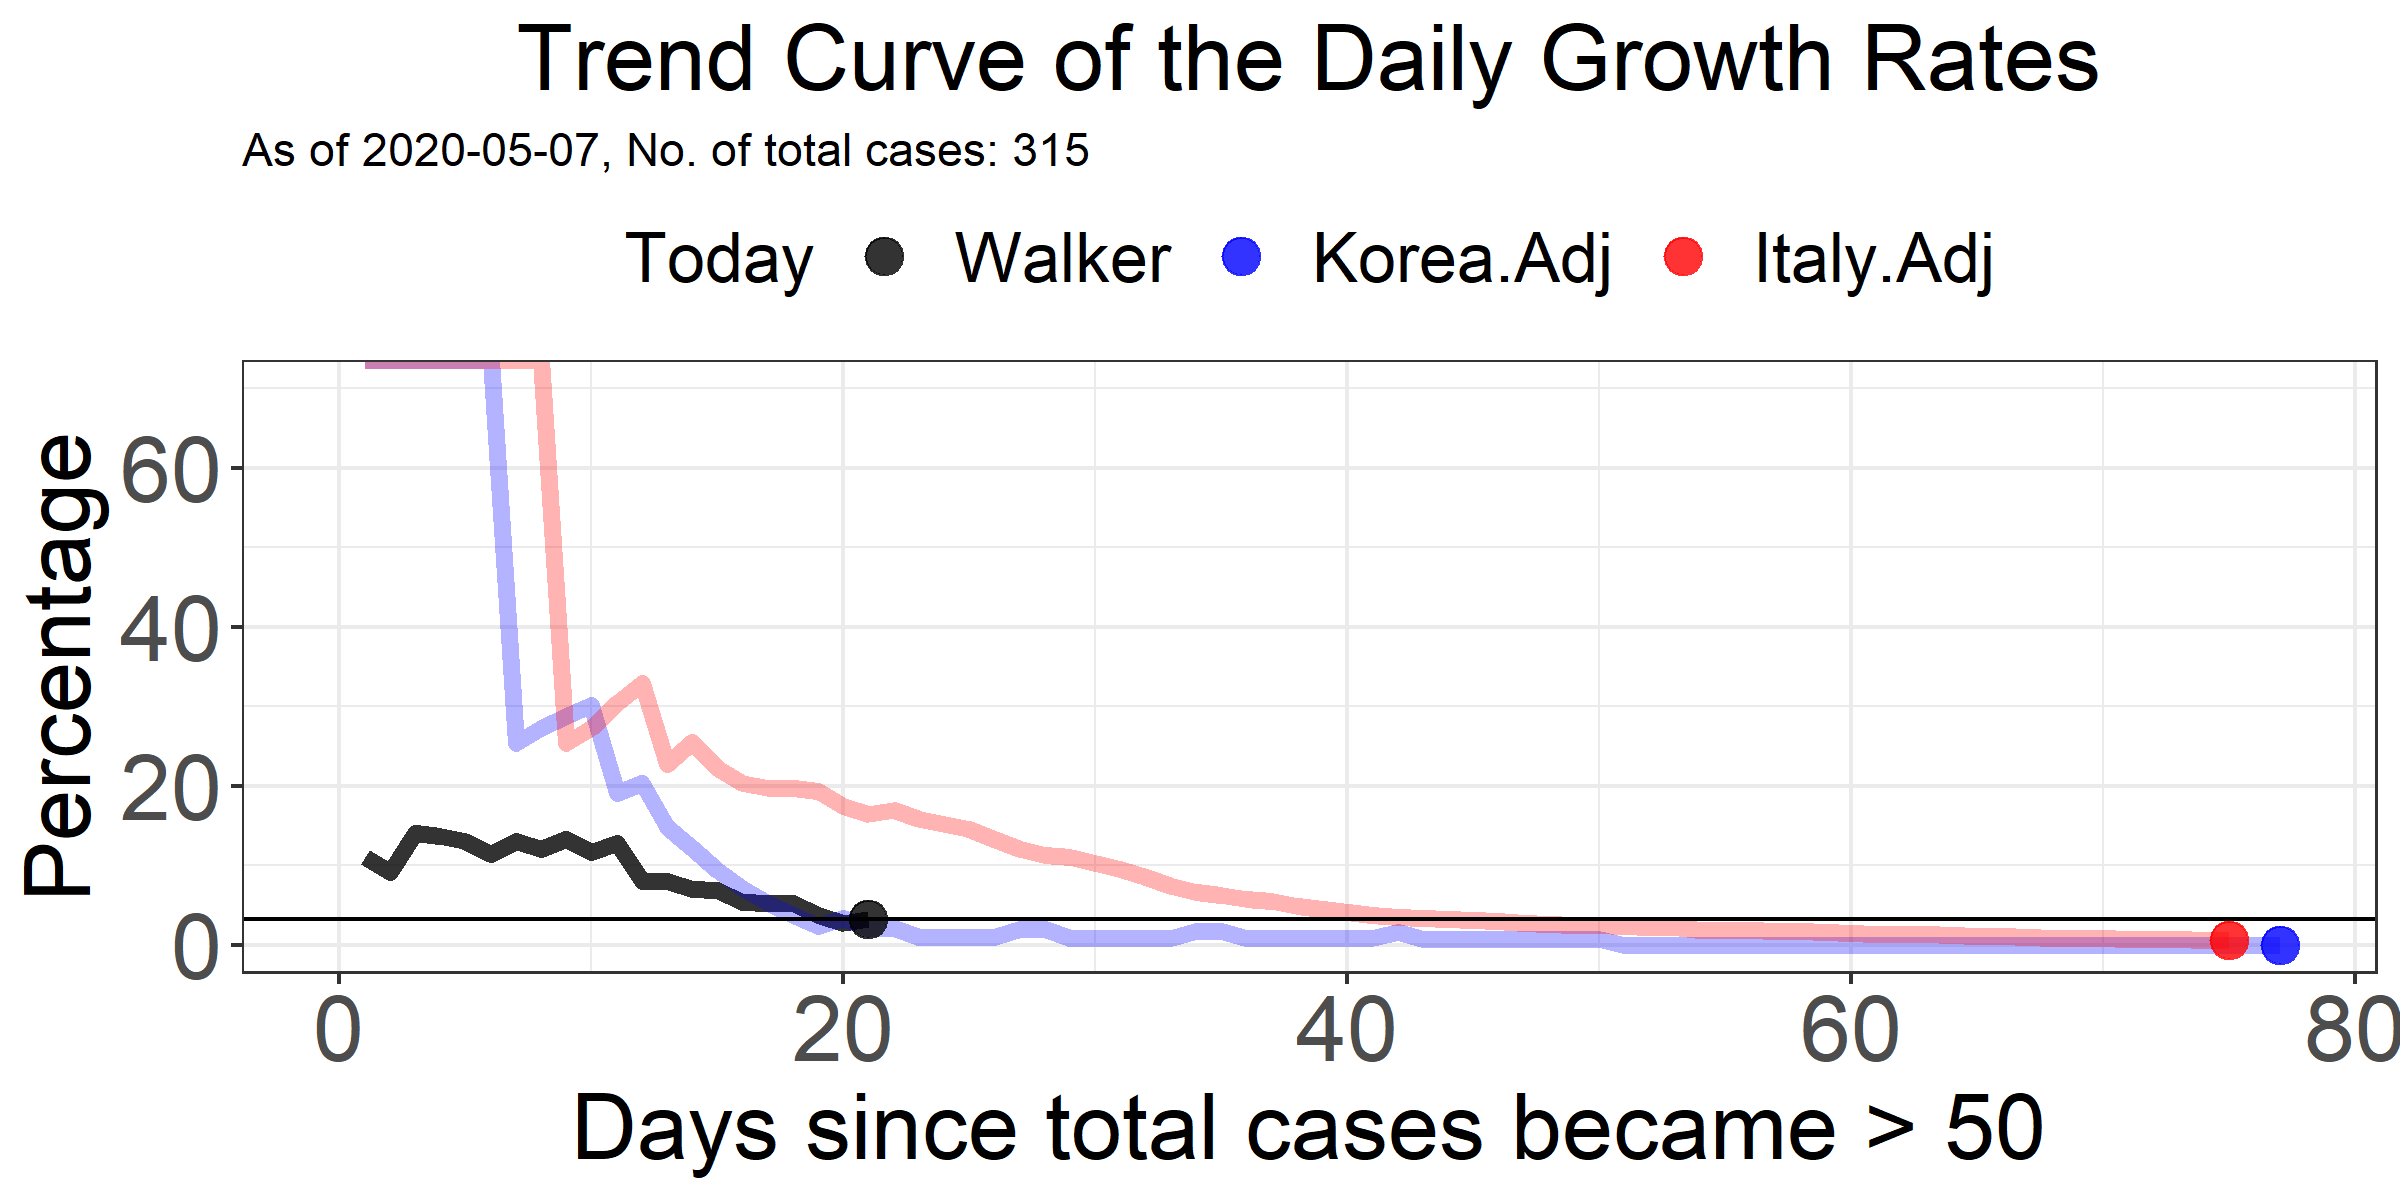 Trend Curve of the Daily Growth Rates
As of 2020-05-07, No. of total cases: 315
Today Walker Korea.Adj Italy.Adj
Percentage
60
40
20
0
0 20 40 60 80
Days since total cases became > 50